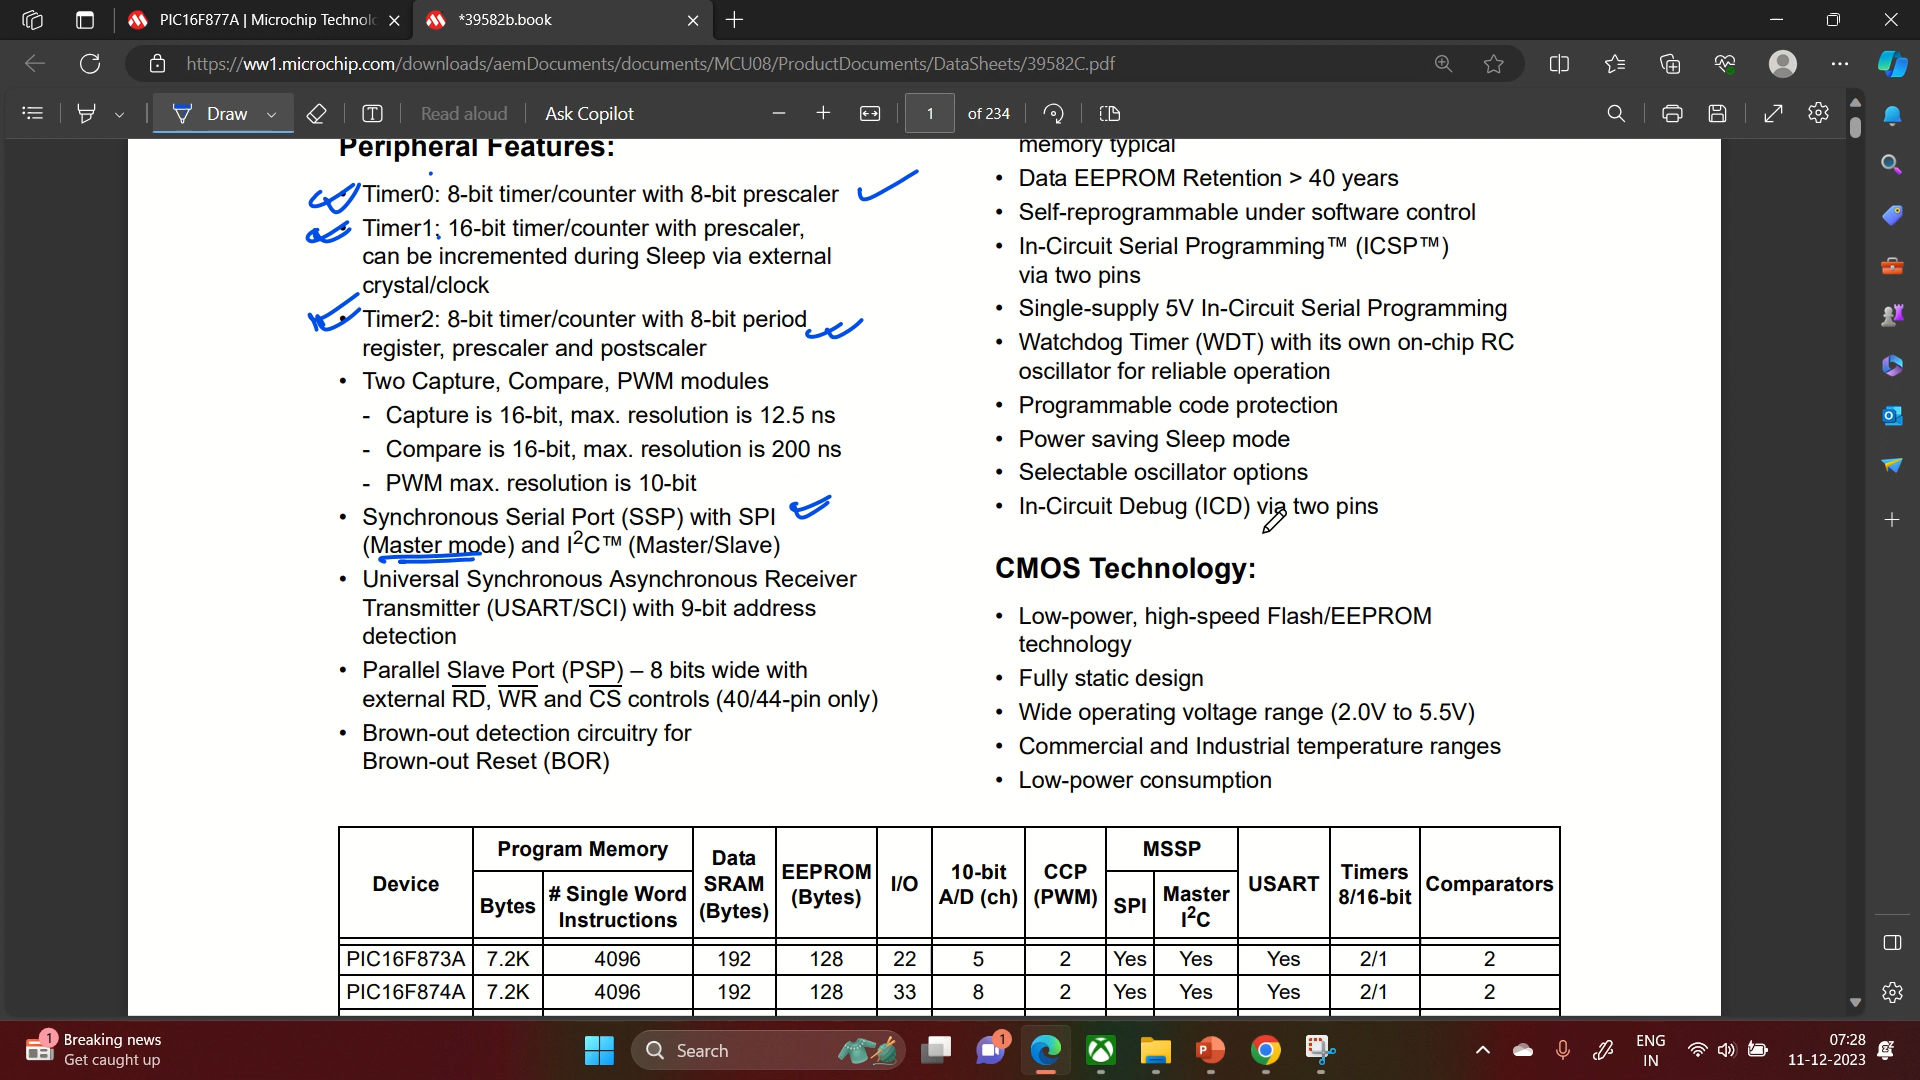 PIC16F877A | Microchip Technolo
*39582b.book
https://ww1.microchip.com/downloads/aemDocuments/documents/MCU08/ProductDocuments/DataSheets/39582C.pdf
Draw
Read aloud
Ask Copilot
1
of 234
Peripheral Features:
Timer0: 8-bit timer/counter with 8-bit prescaler
Timer1: 16-bit timer/counter with prescaler,
can be incremented during Sleep via external
crystal/clock
Timer2: 8-bit timer/counter with 8-bit period
register, prescaler and postscaler
• Two Capture, Compare, PWM modules
- Capture is 16-bit, max. resolution is 12.5 ns
- Compare is 16-bit, max. resolution is 200 ns
- PWM max. resolution is 10-bit
• Synchronous Serial Port (SSP) with SPI
(Master mode) and I²C™ (Master/Slave)
• Universal Synchronous Asynchronous Receiver
Transmitter (USART/SCI) with 9-bit address
detection
• Parallel Slave Port (PSP) – 8 bits wide with
external RD, WR and CS controls (40/44-pin only)
• Brown-out detection circuitry for
Brown-out Reset (BOR)
memory typical
• Data EEPROM Retention > 40 years
• Self-reprogrammable under software control
• In-Circuit Serial Programming™ (ICSP™)
via two pins
• Single-supply 5V In-Circuit Serial Programming
• Watchdog Timer (WDT) with its own on-chip RC
oscillator for reliable operation
• Programmable code protection
• Power saving Sleep mode
• Selectable oscillator options
• In-Circuit Debug (ICD) via two pins
CMOS Technology:
• Low-power, high-speed Flash/EEPROM
technology
• Fully static design
• Wide operating voltage range (2.0V to 5.5V)
• Commercial and Industrial temperature ranges
• Low-power consumption
Device
Program Memory
Bytes
# Single Word
Instructions
Data
SRAM
(Bytes)
EEPROM
(Bytes)
I/O
10-bit
A/D (ch)
CCP
(PWM)
MSSP
SPI
Master
I²C
USART
Timers
8/16-bit
Comparators
PIC16F873A 7.2K 4096 192 128 22 5 2 Yes Yes Yes 2/1 2
PIC16F874A 7.2K 4096 192 128 33 8 2 Yes Yes Yes 2/1 2
1
Breaking news
Get caught up
Search
1
ENG
IN
07:28
11-12-2023